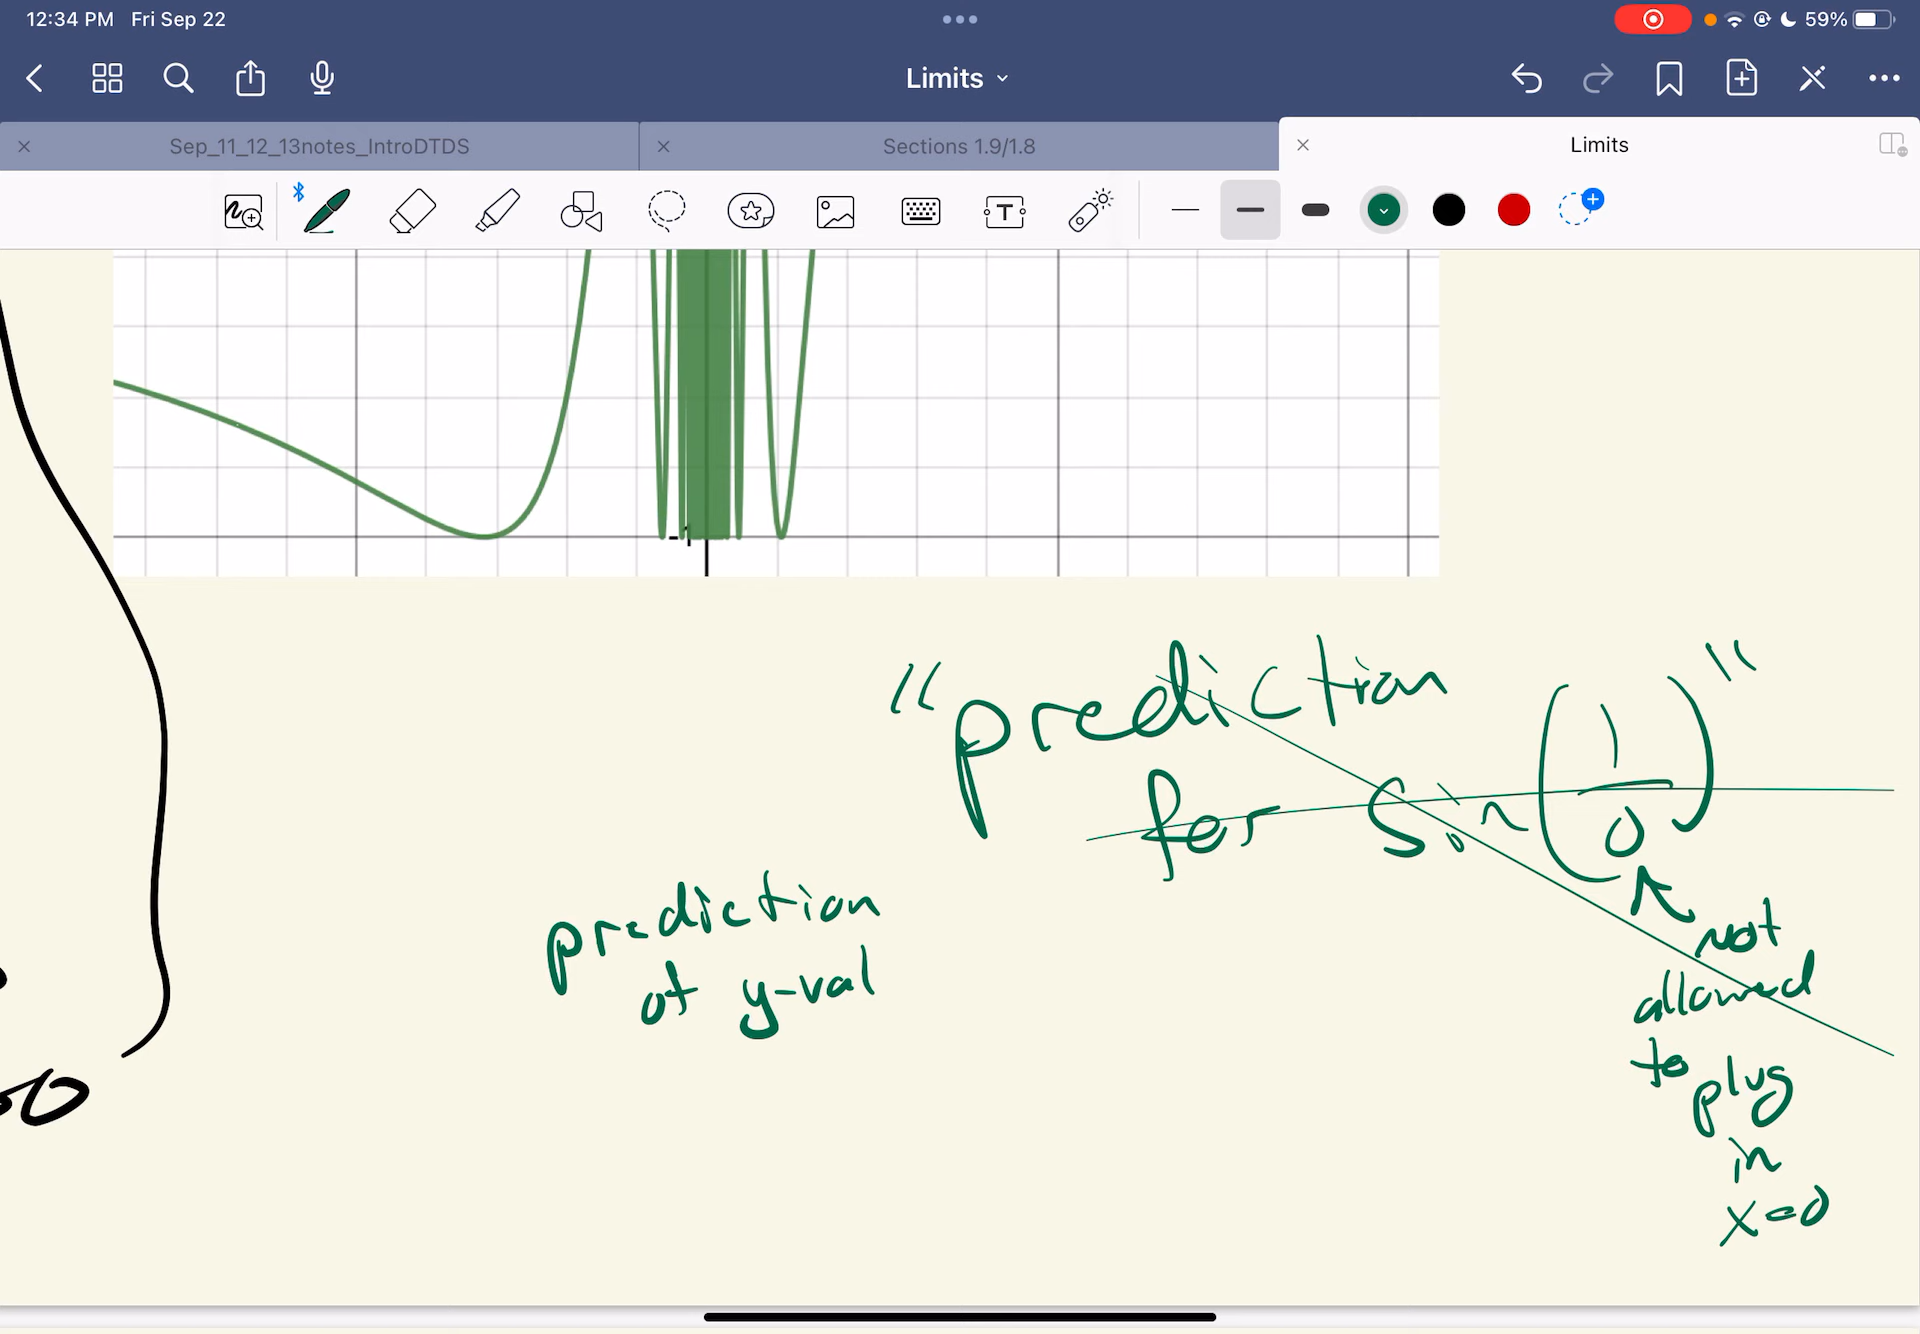 12:34 PM Fri Sep 22
59%
Limits
Sep_11_12_13notes_IntroDTDS
Sections 1.9/1.8
Limits
T
-1
"prediction
for sin(1/0)"
prediction
of y-val
not
allowed
to
plug
in
x=0